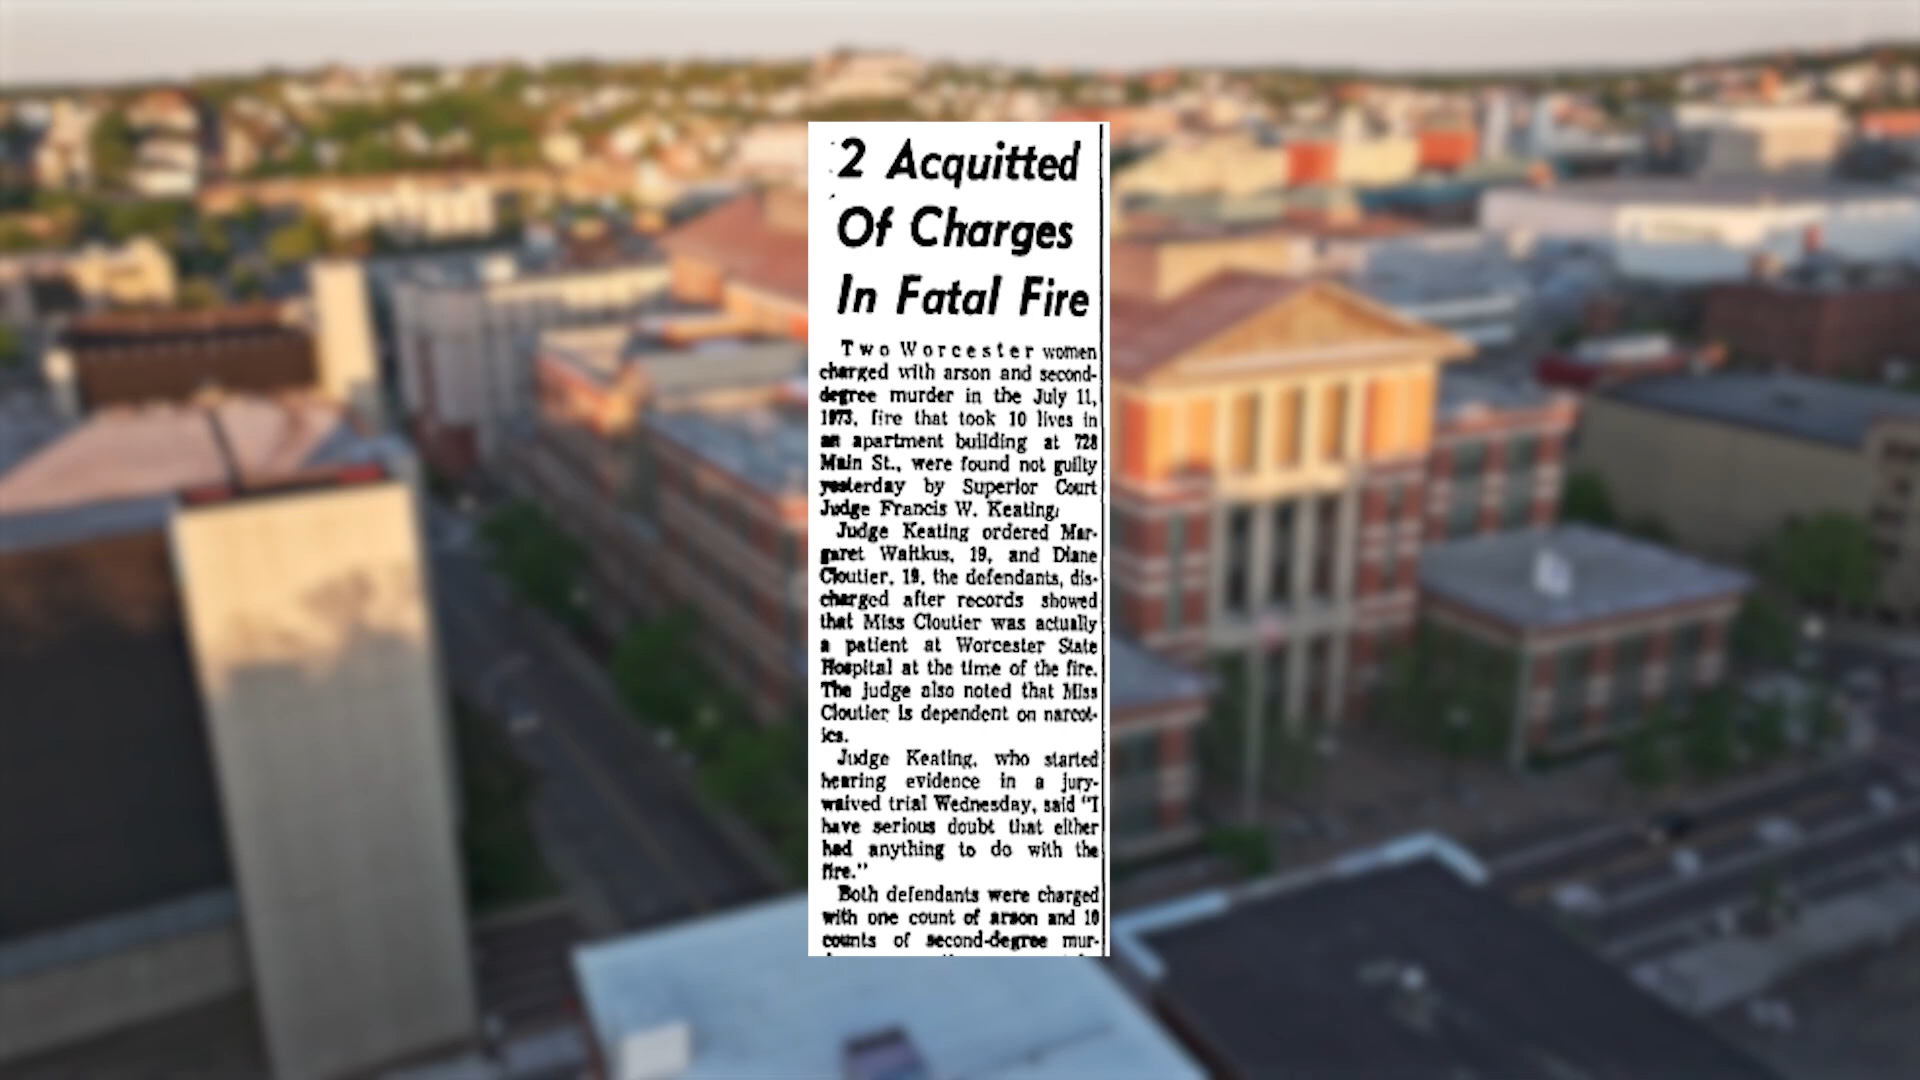 2 Acquitted
Of Charges
In Fatal Fire
Two Worcester women
charged with arson and second-
degree murder in the July 11,
1973, fire that took 10 lives in
an apartment building at 728
Main St., were found not guilty
yesterday by Superior Court
Judge Francis W. Keating.
Judge Keating ordered Mar-
garet Waitkus, 19, and Diane
Cloutier, 19, the defendants, dis-
charged after records showed
that Miss Cloutier was actually
a patient at Worcester State
Hospital at the time of the fire.
The judge also noted that Miss
Cloutier is dependent on narcot-
ics.
Judge Keating, who started
hearing evidence in a jury-
waived trial Wednesday, said "I
have serious doubt that either
had anything to do with the
fire."
Both defendants were charged
with one count of arson and 10
counts of second-degree mur-